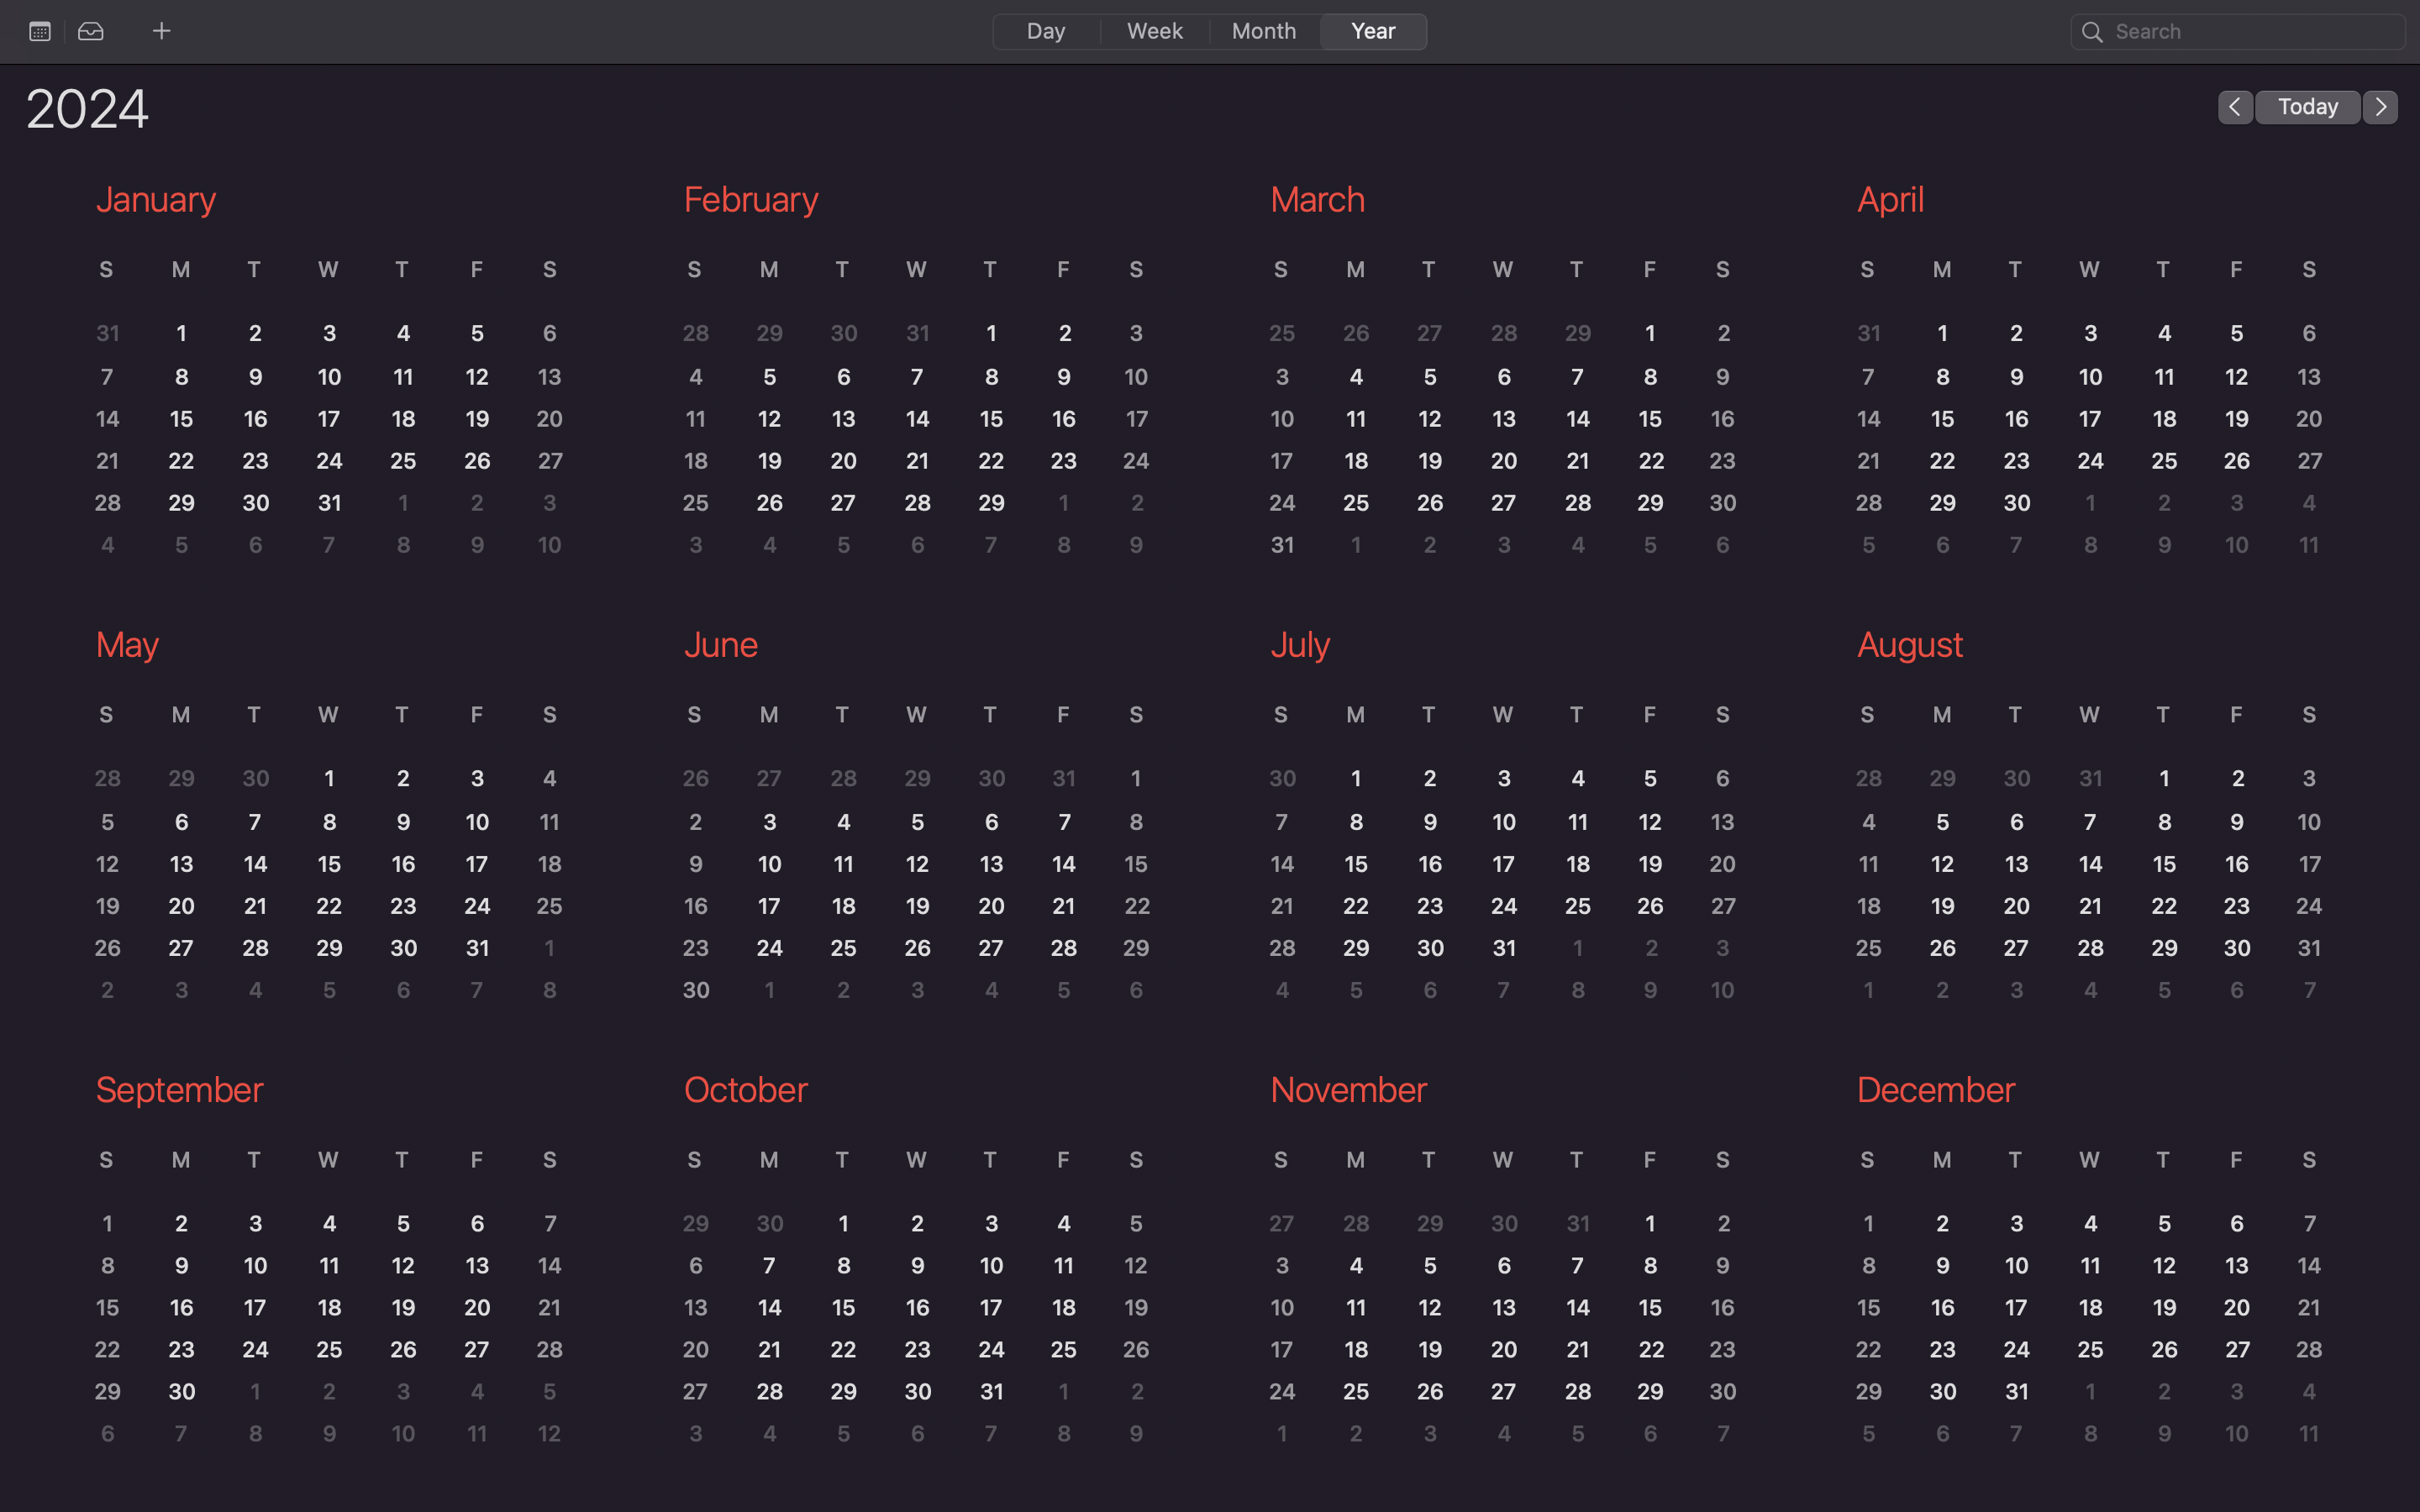 Day Week Month Year Search
2024 Today
January February March April
S M T W T F S S M T W T F S S M T W T F S S M T W T F S
31 1 2 3 4 5 6 28 29 30 31 1 2 3 25 26 27 28 29 1 2 31 1 2 3 4 5 6
7 8 9 10 11 12 13 4 5 6 7 8 9 10 3 4 5 6 7 8 9 7 8 9 10 11 12 13
14 15 16 17 18 19 20 11 12 13 14 15 16 17 10 11 12 13 14 15 16 14 15 16 17 18 19 20
21 22 23 24 25 26 27 18 19 20 21 22 23 24 17 18 19 20 21 22 23 21 22 23 24 25 26 27
28 29 30 31 1 2 3 25 26 27 28 29 1 2 24 25 26 27 28 29 30 28 29 30 1 2 3 4
4 5 6 7 8 9 10 3 4 5 6 7 8 9 31 1 2 3 4 5 6 5 6 7 8 9 10 11
May June July August
S M T W T F S S M T W T F S S M T W T F S S M T W T F S
28 29 30 1 2 3 4 26 27 28 29 30 31 1 30 1 2 3 4 5 6 28 29 30 31 1 2 3
5 6 7 8 9 10 11 2 3 4 5 6 7 8 7 8 9 10 11 12 13 4 5 6 7 8 9 10
12 13 14 15 16 17 18 9 10 11 12 13 14 15 14 15 16 17 18 19 20 11 12 13 14 15 16 17
19 20 21 22 23 24 25 16 17 18 19 20 21 22 21 22 23 24 25 26 27 18 19 20 21 22 23 24
26 27 28 29 30 31 1 23 24 25 26 27 28 29 28 29 30 31 1 2 3 25 26 27 28 29 30 31
2 3 4 5 6 7 8 30 1 2 3 4 5 6 4 5 6 7 8 9 10 1 2 3 4 5 6 7
September October November December
S M T W T F S S M T W T F S S M T W T F S S M T W T F S
1 2 3 4 5 6 7 29 30 1 2 3 4 5 27 28 29 30 31 1 2 1 2 3 4 5 6 7
8 9 10 11 12 13 14 6 7 8 9 10 11 12 3 4 5 6 7 8 9 8 9 10 11 12 13 14
15 16 17 18 19 20 21 13 14 15 16 17 18 19 10 11 12 13 14 15 16 15 16 17 18 19 20 21
22 23 24 25 26 27 28 20 21 22 23 24 25 26 17 18 19 20 21 22 23 22 23 24 25 26 27 28
29 30 1 2 3 4 5 27 28 29 30 31 1 2 24 25 26 27 28 29 30 29 30 31 1 2 3 4
6 7 8 9 10 11 12 3 4 5 6 7 8 9 1 2 3 4 5 6 7 5 6 7 8 9 10 11